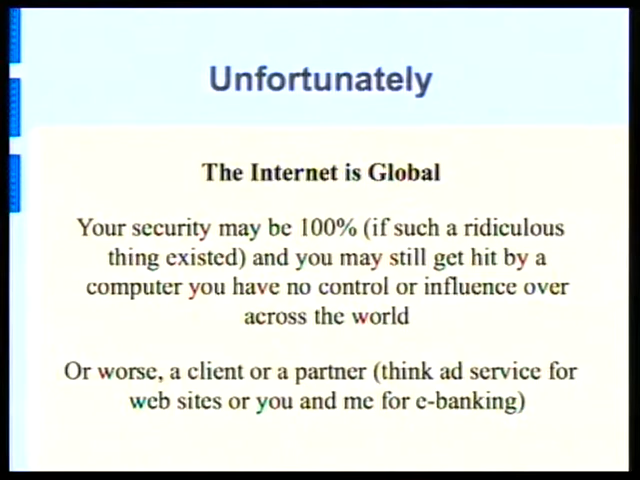 Unfortunately
The Internet is Global
Your security may be 100% (if such a ridiculous
thing existed) and you may still get hit by a
computer you have no control or influence over
across the world
Or worse, a client or a partner (think ad service for
web sites or you and me for e-banking)